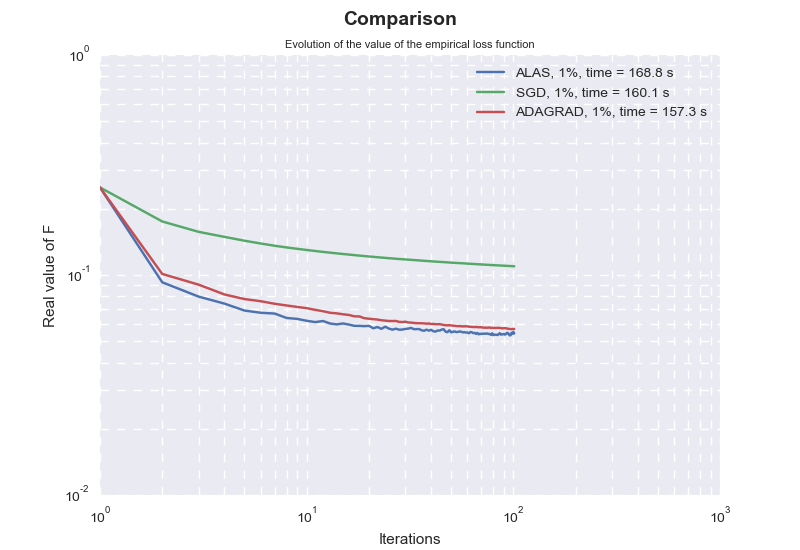 Comparison
Evolution of the value of the empirical loss function
10^0
ALAS, 1%, time = 168.8 s
SGD, 1%, time = 160.1 s
ADAGRAD, 1%, time = 157.3 s
Real value of F
10^-1
10^-2
10^0 10^1 10^2 10^3
Iterations